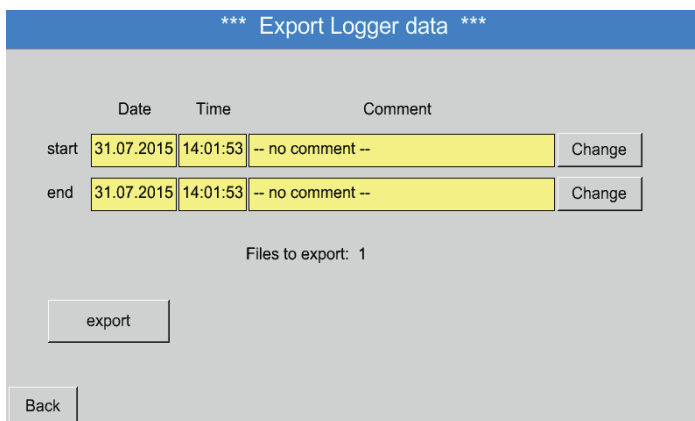 *** Export Logger data ***
Date Time Comment
start 31.07.2015 14:01:53 -- no comment -- Change
end 31.07.2015 14:01:53 -- no comment -- Change
Files to export: 1
export
Back